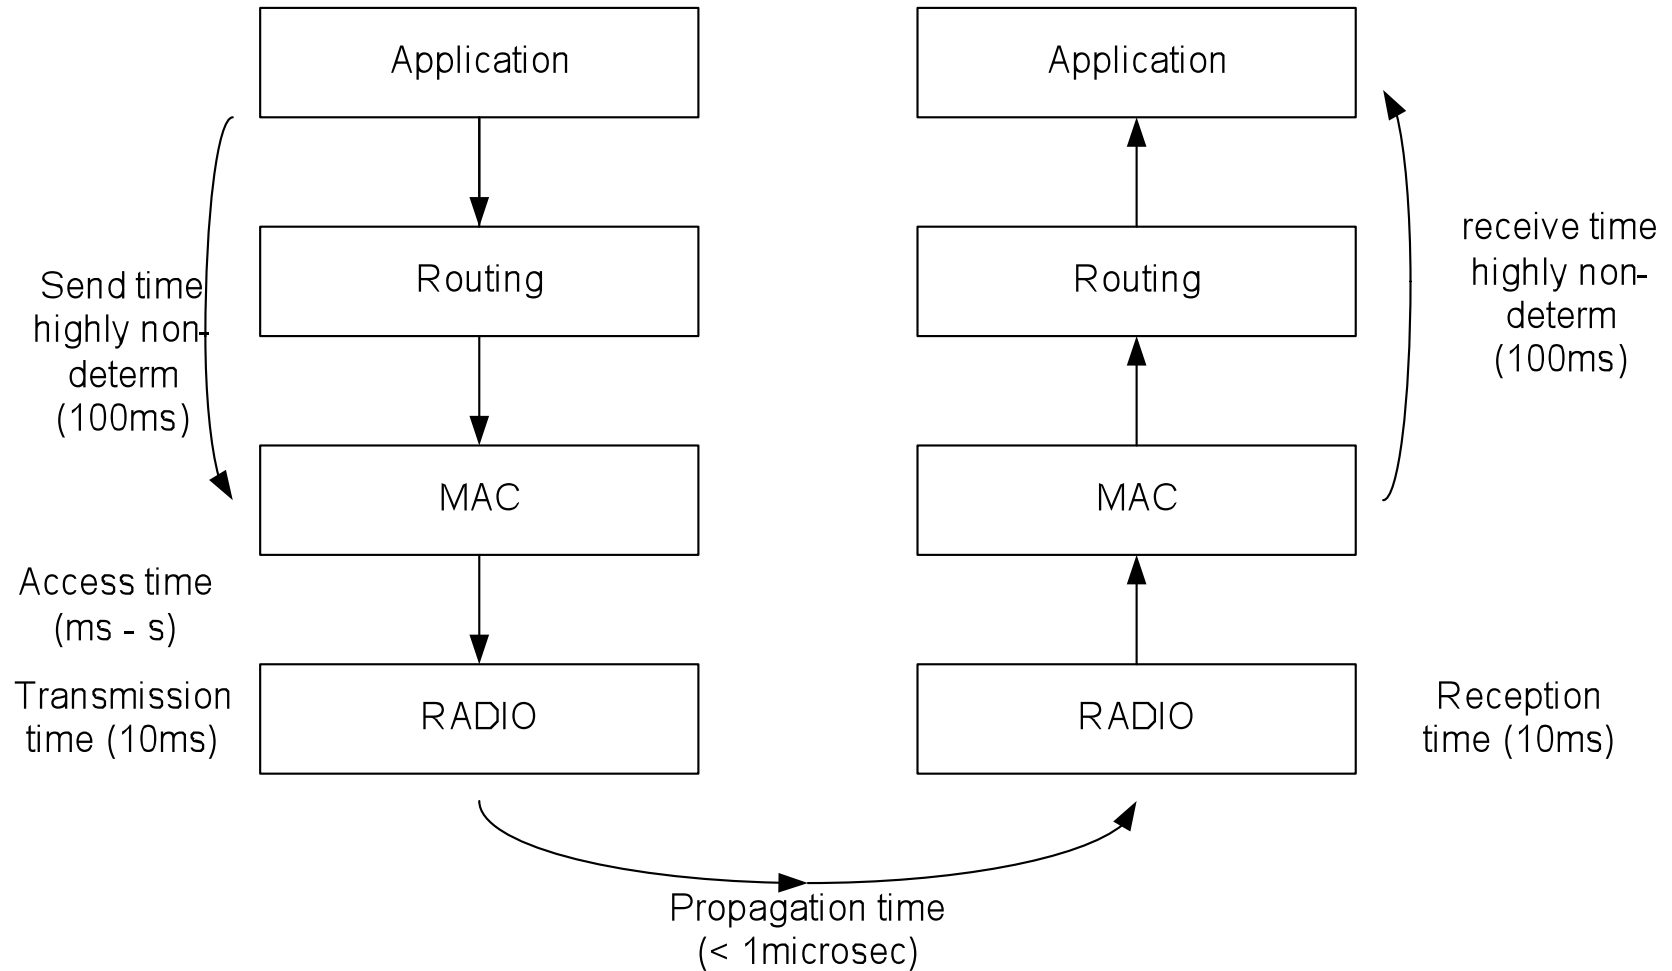 Application
Application
Routing
Routing
receive time
highly non-
determ
(100ms)
Send time
highly non-
determ
(100ms)
MAC
MAC
Access time
(ms - s)
Transmission
time (10ms)
RADIO
RADIO
Reception
time (10ms)
Propagation time
(< 1microsec)